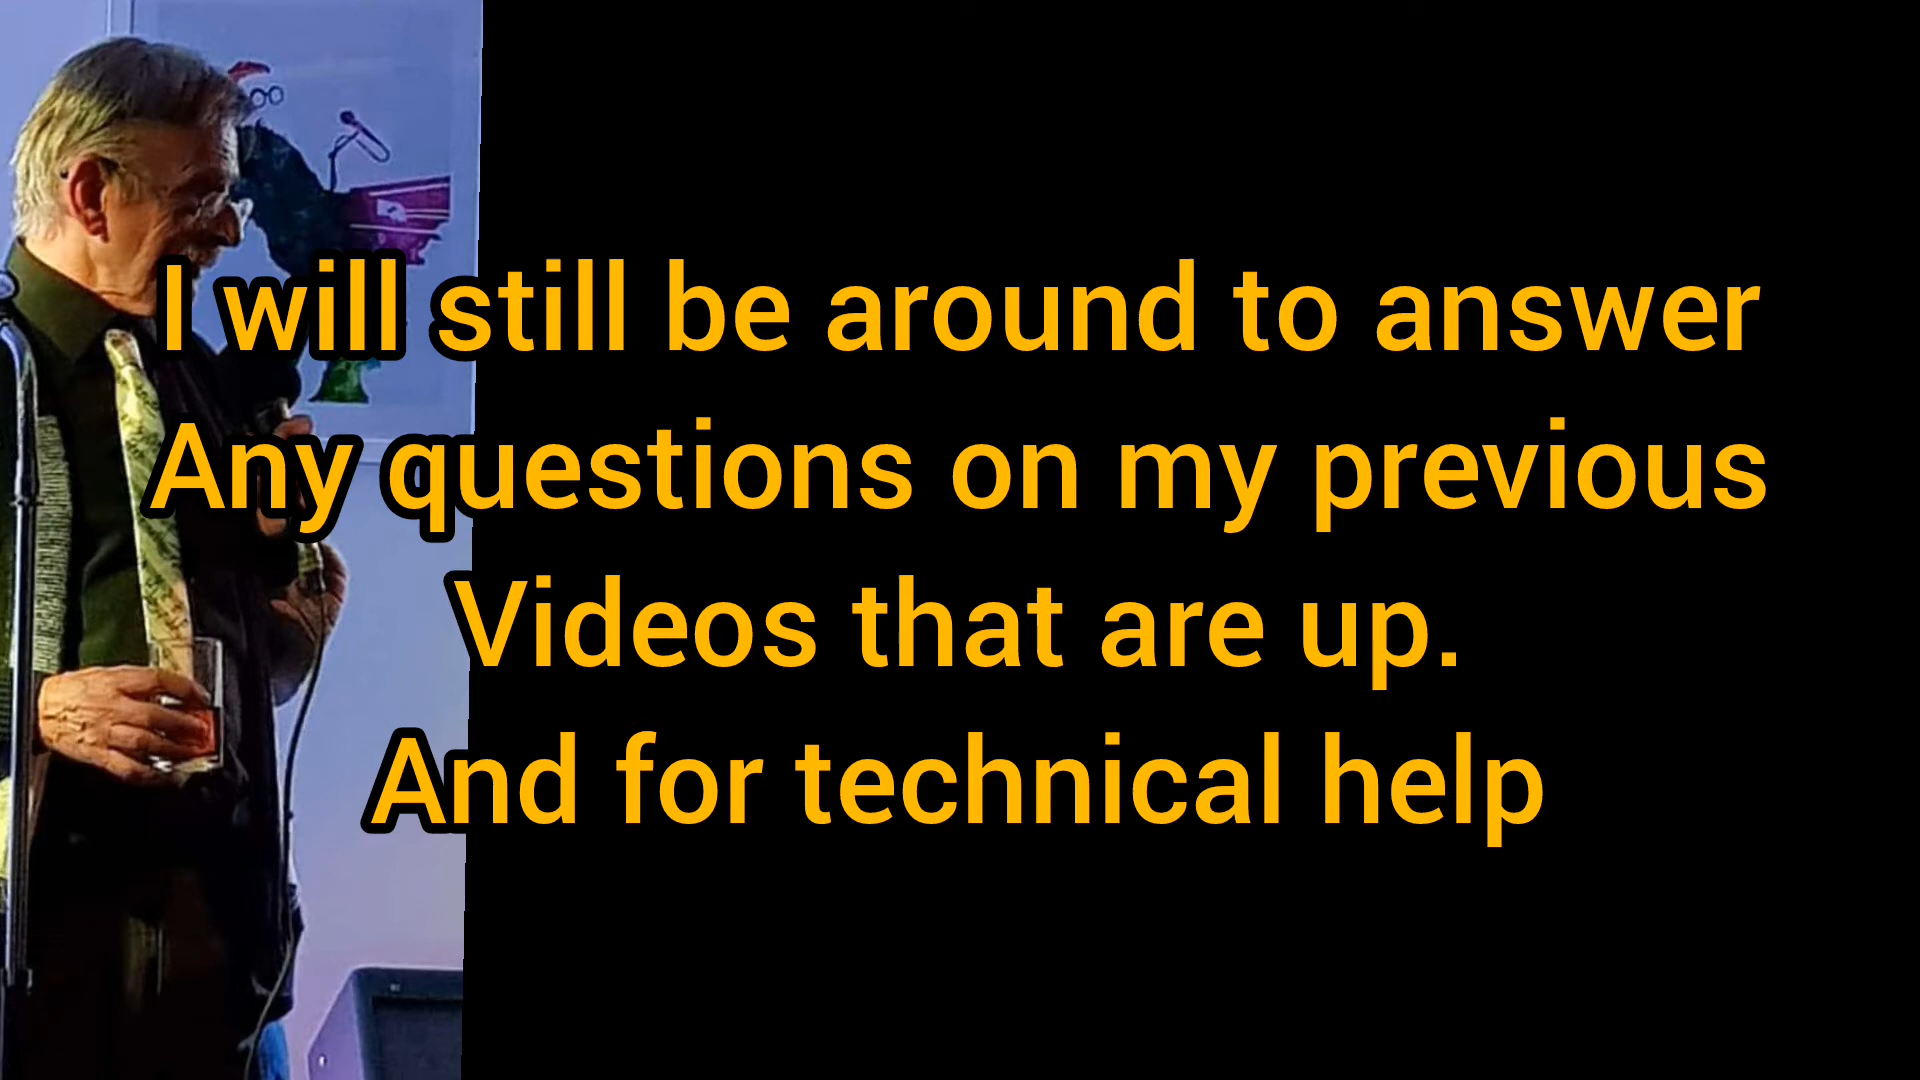 I will still be around to answer
Any questions on my previous
Videos that are up.
And for technical help